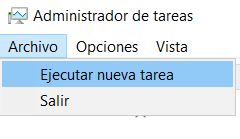 Administrador de tareas
Archivo Opciones Vista
Ejecutar nueva tarea
Salir